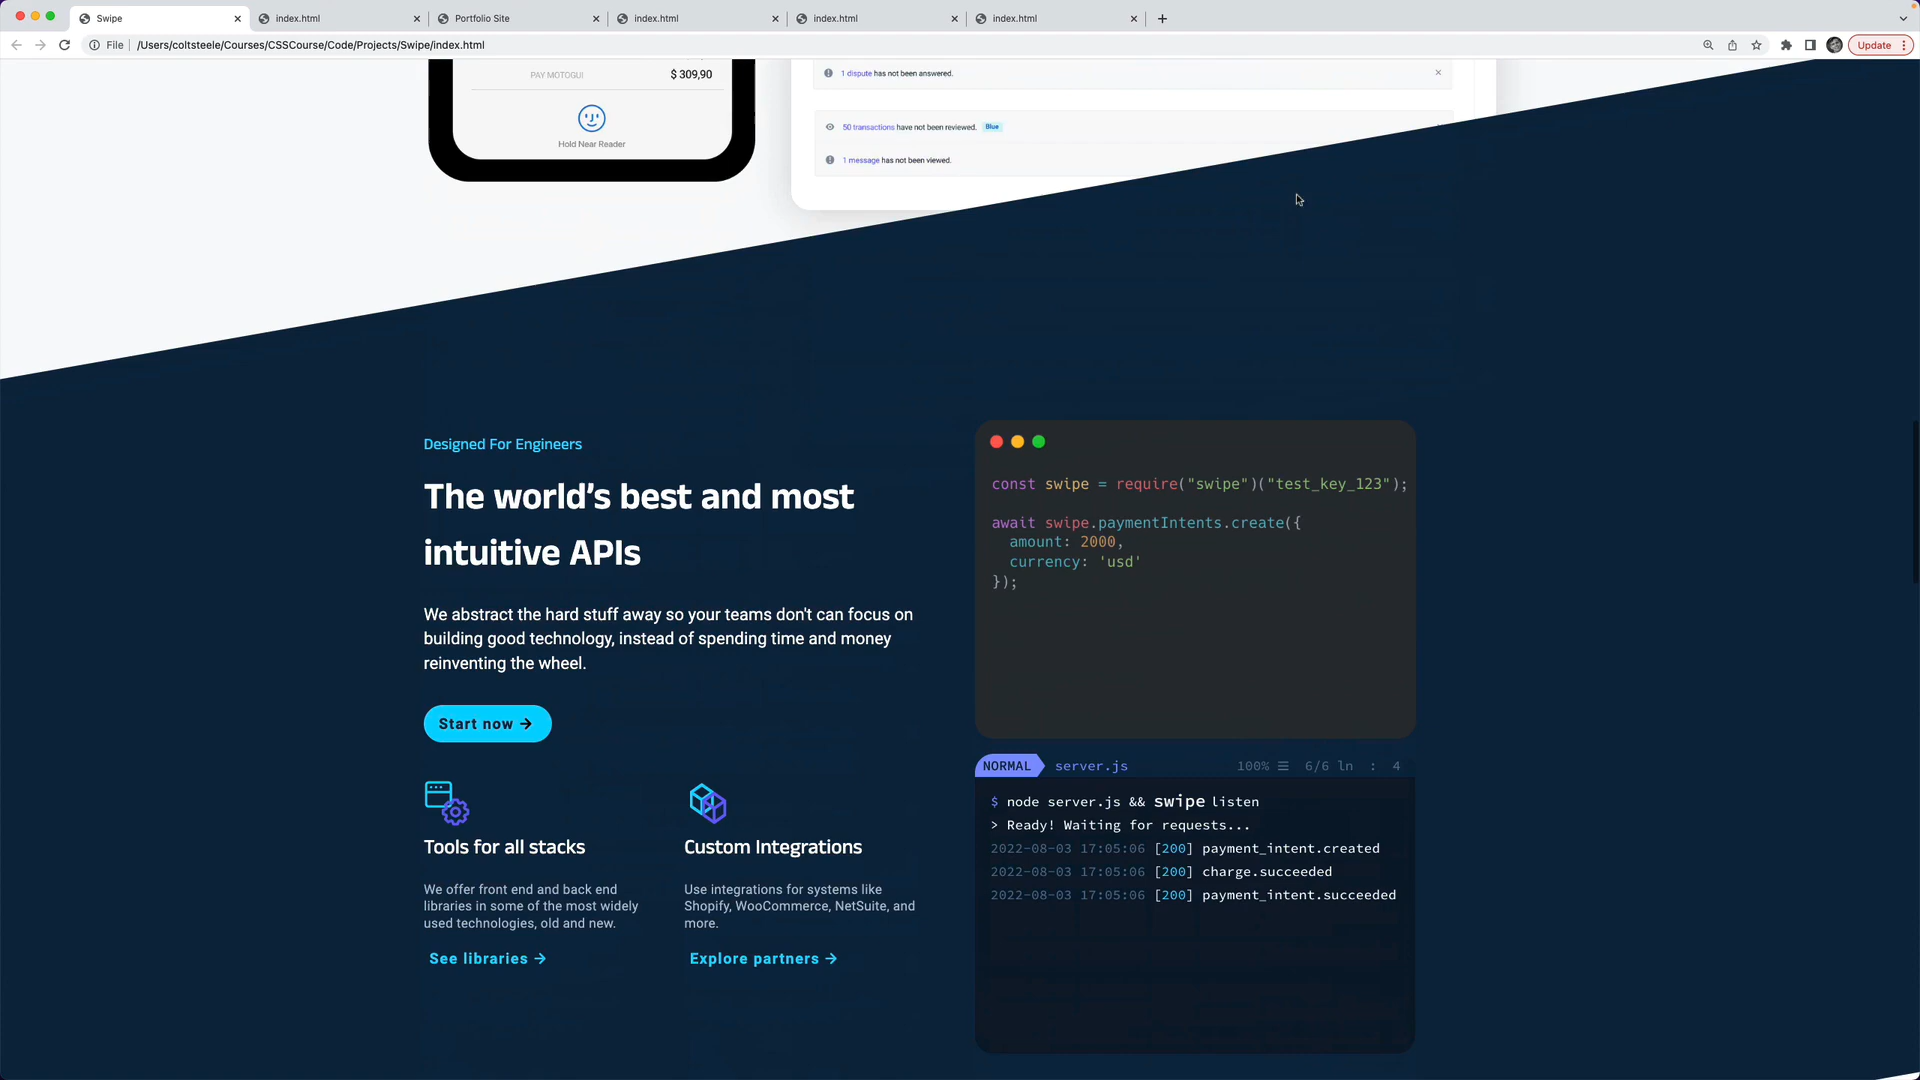 Swipe
index.html
Portfolio Site
index.html
index.html
index.html
File
/Users/coltsteele/Courses/CSSCourse/Code/Projects/Swipe/index.html
Update
PAY MOTOGUI
$ 309,90
Hold Near Reader
1 dispute has not been answered.
50 transactions have not been reviewed.
Blue
1 message has not been viewed.
Designed For Engineers
The world’s best and most
intuitive APIs
We abstract the hard stuff away so your teams don't can focus on
building good technology, instead of spending time and money
reinventing the wheel.
Start now →
Tools for all stacks
We offer front end and back end
libraries in some of the most widely
used technologies, old and new.
See libraries →
Custom Integrations
Use integrations for systems like
Shopify, WooCommerce, NetSuite, and
more.
Explore partners →
const swipe = require("swipe")("test_key_123");
await swipe.paymentIntents.create({
amount: 2000,
currency: 'usd'
});
NORMAL
server.js
100% ☰ 6/6 ln : 4
$ node server.js && swipe listen
> Ready! Waiting for requests...
2022-08-03 17:05:06 [200] payment_intent.created
2022-08-03 17:05:06 [200] charge.succeeded
2022-08-03 17:05:06 [200] payment_intent.succeeded